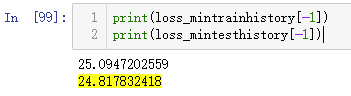 In [99]:
1 print(loss_mintrainhistory[-1])
2 print(loss_mintesthistory[-1])
25.0947202559
24.817832418